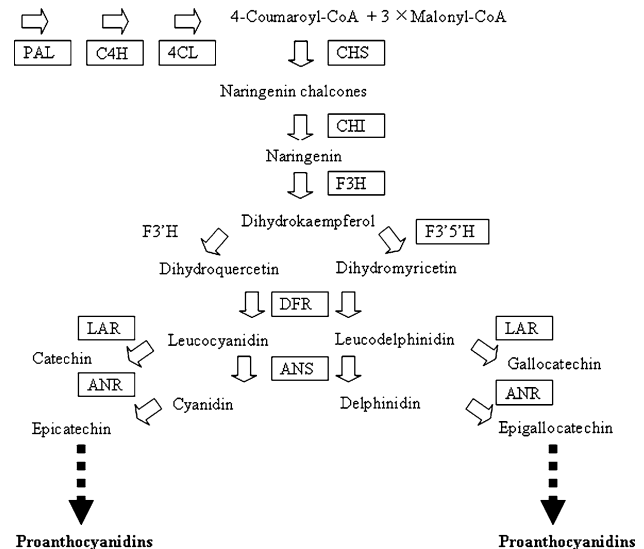 4-Coumaroyl-CoA + 3 ×Malonyl-CoA
PAL C4H 4CL CHS
Naringenin chalcones
CHI
Naringenin
F3H
Dihydrokaempferol
F3'H F3'5'H
Dihydroquercetin Dihydromyricetin
DFR
LAR LAR
Leucocyanidin Leucodelphinidin
Catechin Gallocatechin
ANS
ANR ANR
Cyanidin Delphinidin
Epicatechin Epigallocatechin
Proanthocyanidins Proanthocyanidins